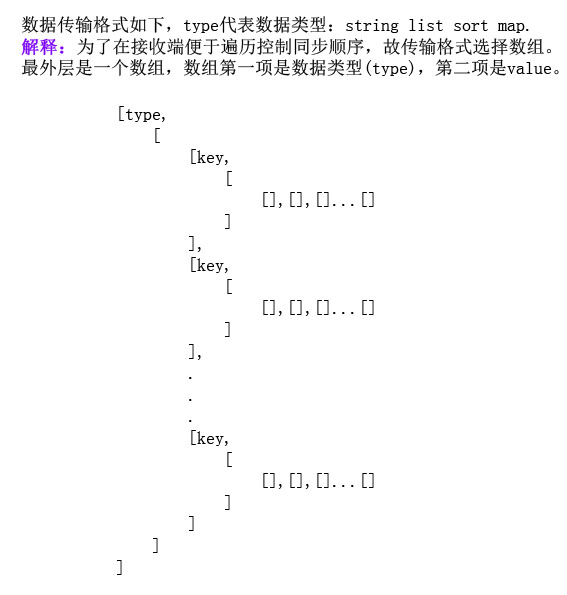 数据传输格式如下，type代表数据类型：string list sort map.
解释：为了在接收端便于遍历控制同步顺序，故传输格式选择数组。
最外层是一个数组，数组第一项是数据类型(type)，第二项是value。
[type,
[
[key,
[
[],[],[]...[]
]
],
[key,
[
[],[],[]...[]
]
],
.
.
.
[key,
[
[],[],[]...[]
]
]
]
]